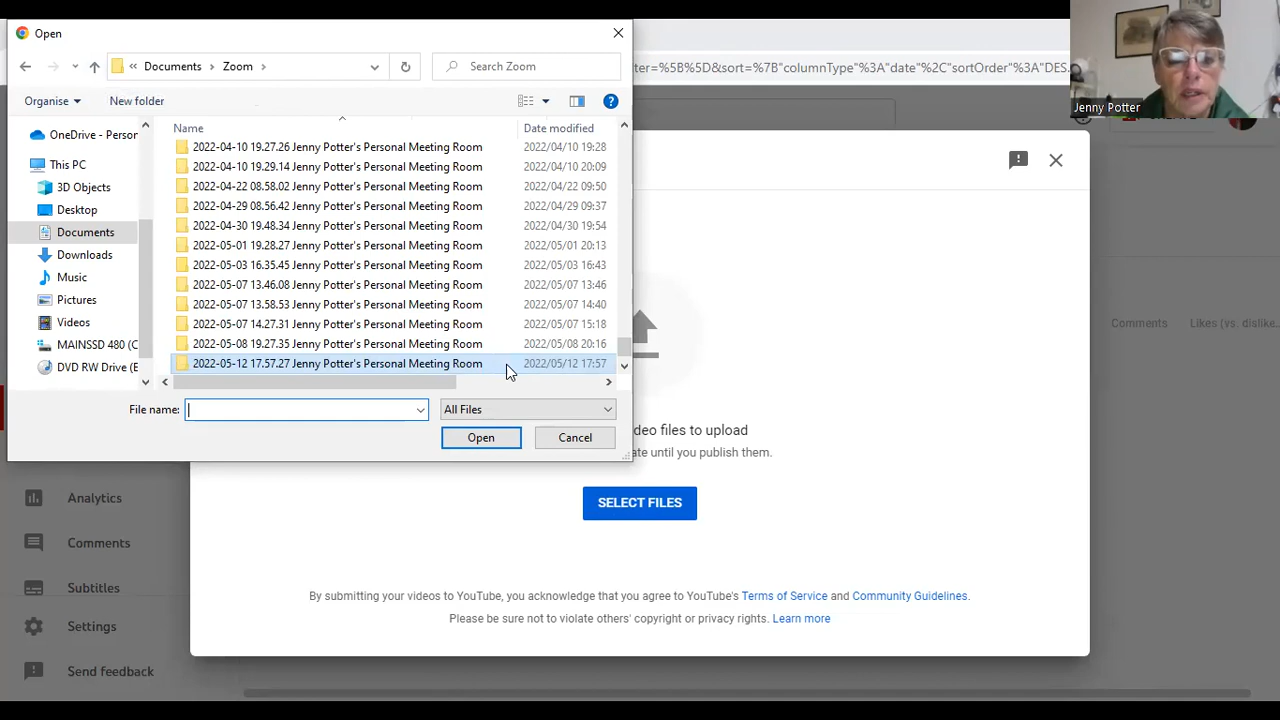 Open
Documents
Zoom
Search Zoom
ter=%5B%5D&sort=%7B"columnType"%3A"date"%2C"sortOrder"%3A"DES...
Jenny Potter
Organise
New folder
Name
Date modified
OneDrive - Person
This PC
3D Objects
Desktop
Documents
Downloads
Music
Pictures
Videos
MAINSSD 480 (C
DVD RW Drive (E
2022-04-10 19.27.26 Jenny Potter's Personal Meeting Room 2022/04/10 19:28
2022-04-10 19.29.14 Jenny Potter's Personal Meeting Room 2022/04/10 20:09
2022-04-22 08.58.02 Jenny Potter's Personal Meeting Room 2022/04/22 09:50
2022-04-29 08.56.42 Jenny Potter's Personal Meeting Room 2022/04/29 09:37
2022-04-30 19.48.34 Jenny Potter's Personal Meeting Room 2022/04/30 19:54
2022-05-01 19.28.27 Jenny Potter's Personal Meeting Room 2022/05/01 20:13
2022-05-03 16.35.45 Jenny Potter's Personal Meeting Room 2022/05/03 16:43
2022-05-07 13.46.08 Jenny Potter's Personal Meeting Room 2022/05/07 13:46
2022-05-07 13.58.53 Jenny Potter's Personal Meeting Room 2022/05/07 14:40
2022-05-07 14.27.31 Jenny Potter's Personal Meeting Room 2022/05/07 15:18
2022-05-08 19.27.35 Jenny Potter's Personal Meeting Room 2022/05/08 20:16
2022-05-12 17.57.27 Jenny Potter's Personal Meeting Room 2022/05/12 17:57
File name:
All Files
Open
Cancel
Comments
Likes (vs. dislike...
deo files to upload
ate until you publish them.
SELECT FILES
By submitting your videos to YouTube, you acknowledge that you agree to YouTube's Terms of Service and Community Guidelines.
Please be sure not to violate others' copyright or privacy rights. Learn more
Analytics
Comments
Subtitles
Settings
Send feedback